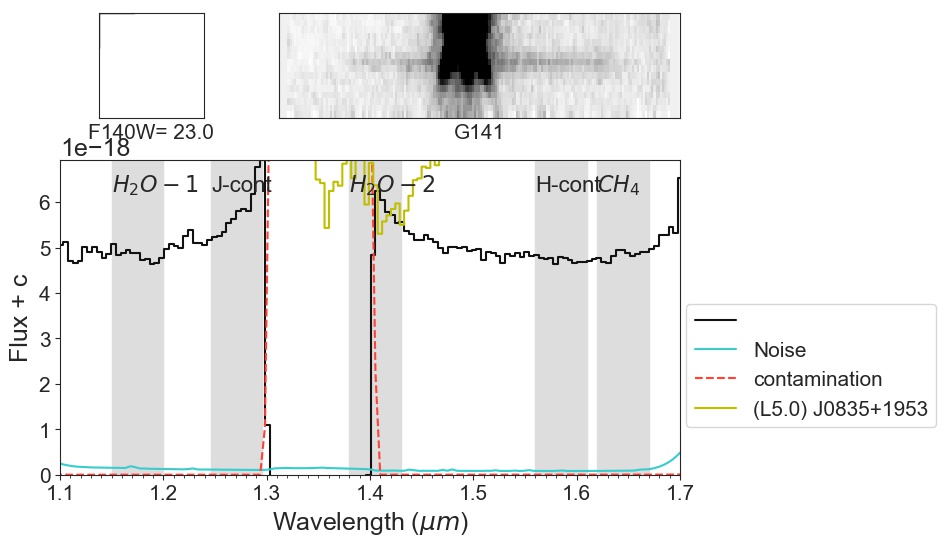 F140W= 23.0
G141
1e−18
H₂O − 1 J-cont H₂O − 2 H-cont CH₄
6
5
4
3
2
1
0
Flux + c
1.1 1.2 1.3 1.4 1.5 1.6 1.7
Wavelength (μm)
Noise
contamination
(L5.0) J0835+1953